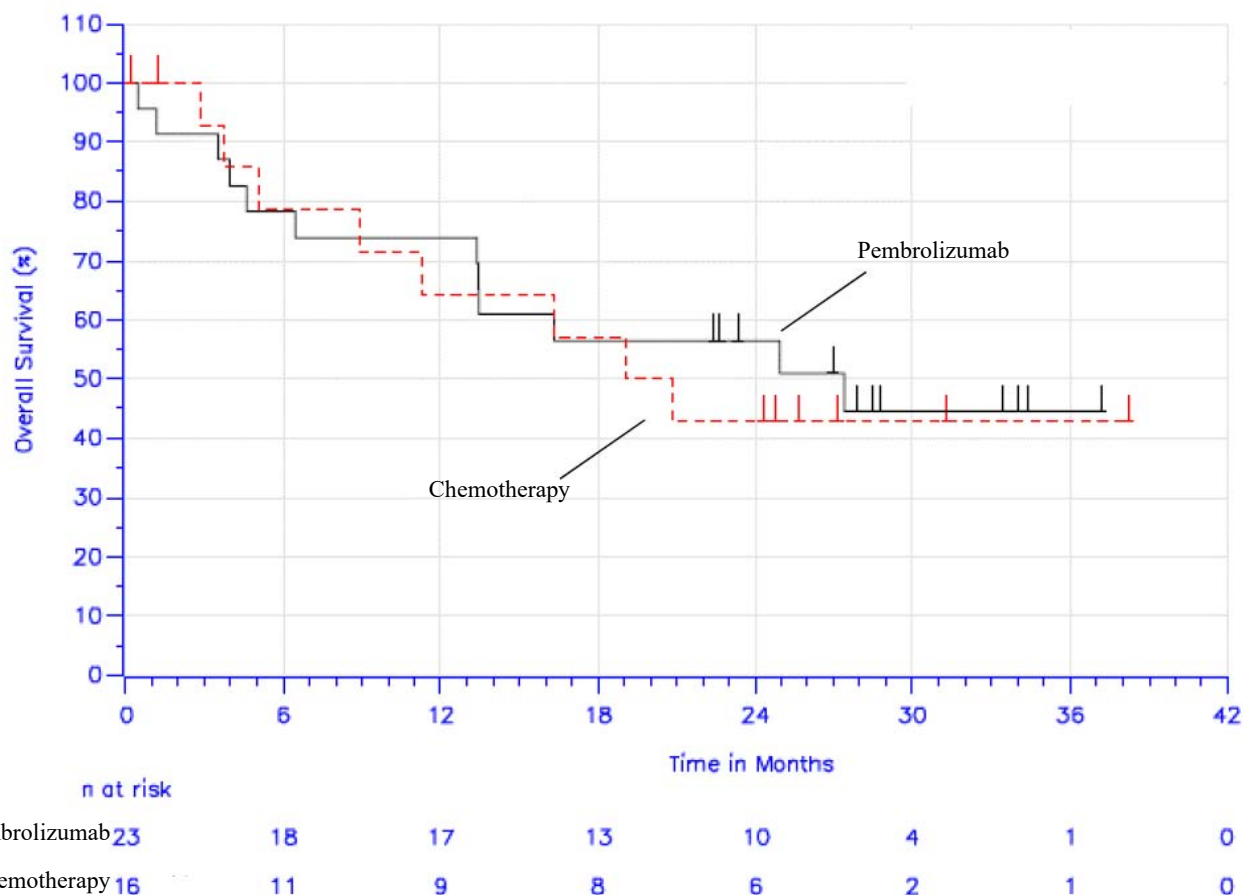 110
100
90
80
70
60
50
40
30
20
10
0
Overall Survival (%)
Pembrolizumab
Chemotherapy
0 6 12 18 24 30 36 42
Time in Months
n at risk
mbrolizumab 23 18 17 13 10 4 1 0
hemotherapy 16 11 9 8 6 2 1 0